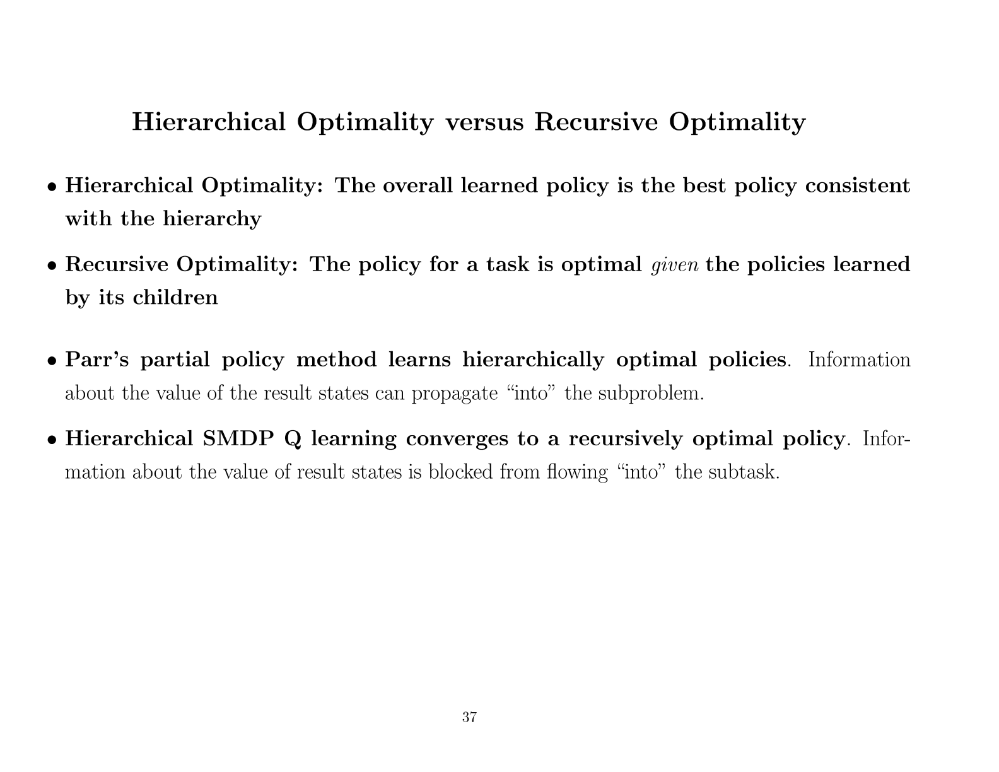 Hierarchical Optimality versus Recursive Optimality
• Hierarchical Optimality: The overall learned policy is the best policy consistent
with the hierarchy
• Recursive Optimality: The policy for a task is optimal given the policies learned
by its children
• Parr’s partial policy method learns hierarchically optimal policies. Information
about the value of the result states can propagate “into” the subproblem.
• Hierarchical SMDP Q learning converges to a recursively optimal policy. Infor-
mation about the value of result states is blocked from flowing “into” the subtask.
37